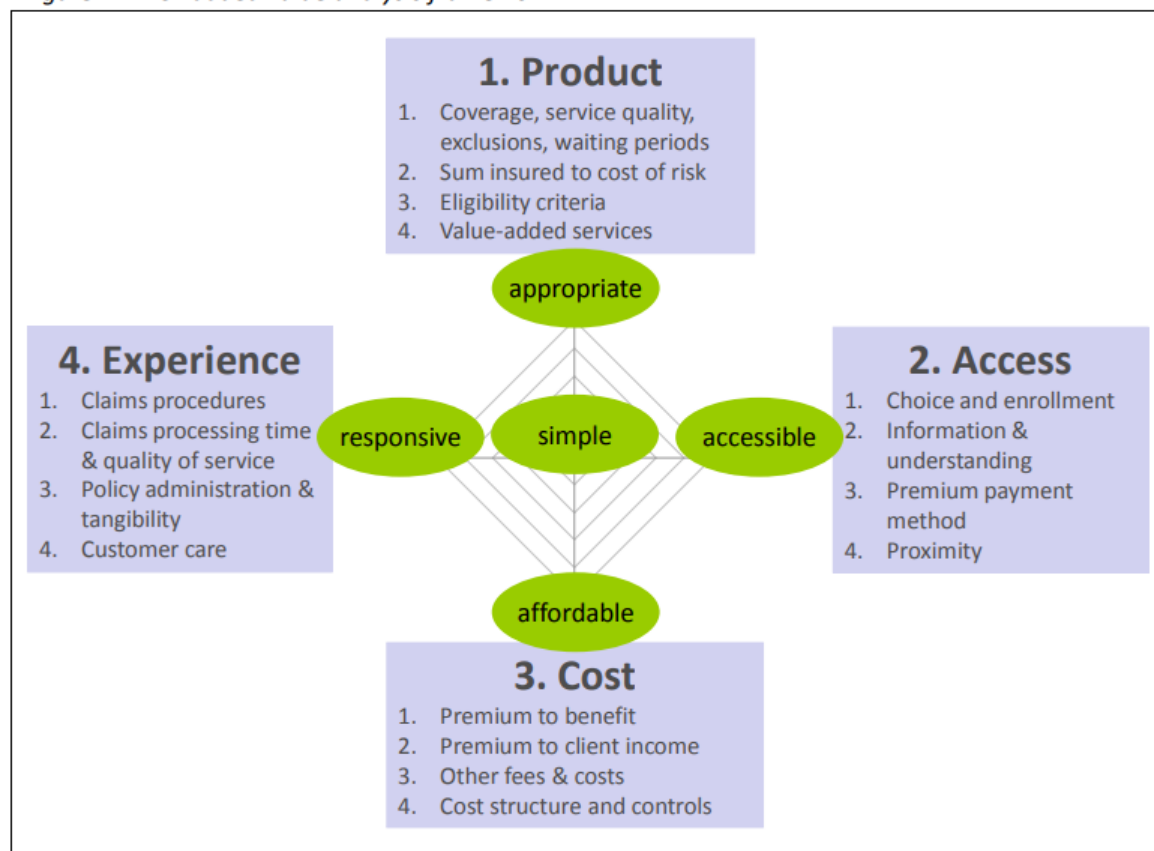 1. Product
1. Coverage, service quality,
exclusions, waiting periods
2. Sum insured to cost of risk
3. Eligibility criteria
4. Value-added services
appropriate
4. Experience
1. Claims procedures
2. Claims processing time
& quality of service
3. Policy administration &
tangibility
4. Customer care
responsive
simple
accessible
2. Access
1. Choice and enrollment
2. Information &
understanding
3. Premium payment
method
4. Proximity
affordable
3. Cost
1. Premium to benefit
2. Premium to client income
3. Other fees & costs
4. Cost structure and controls